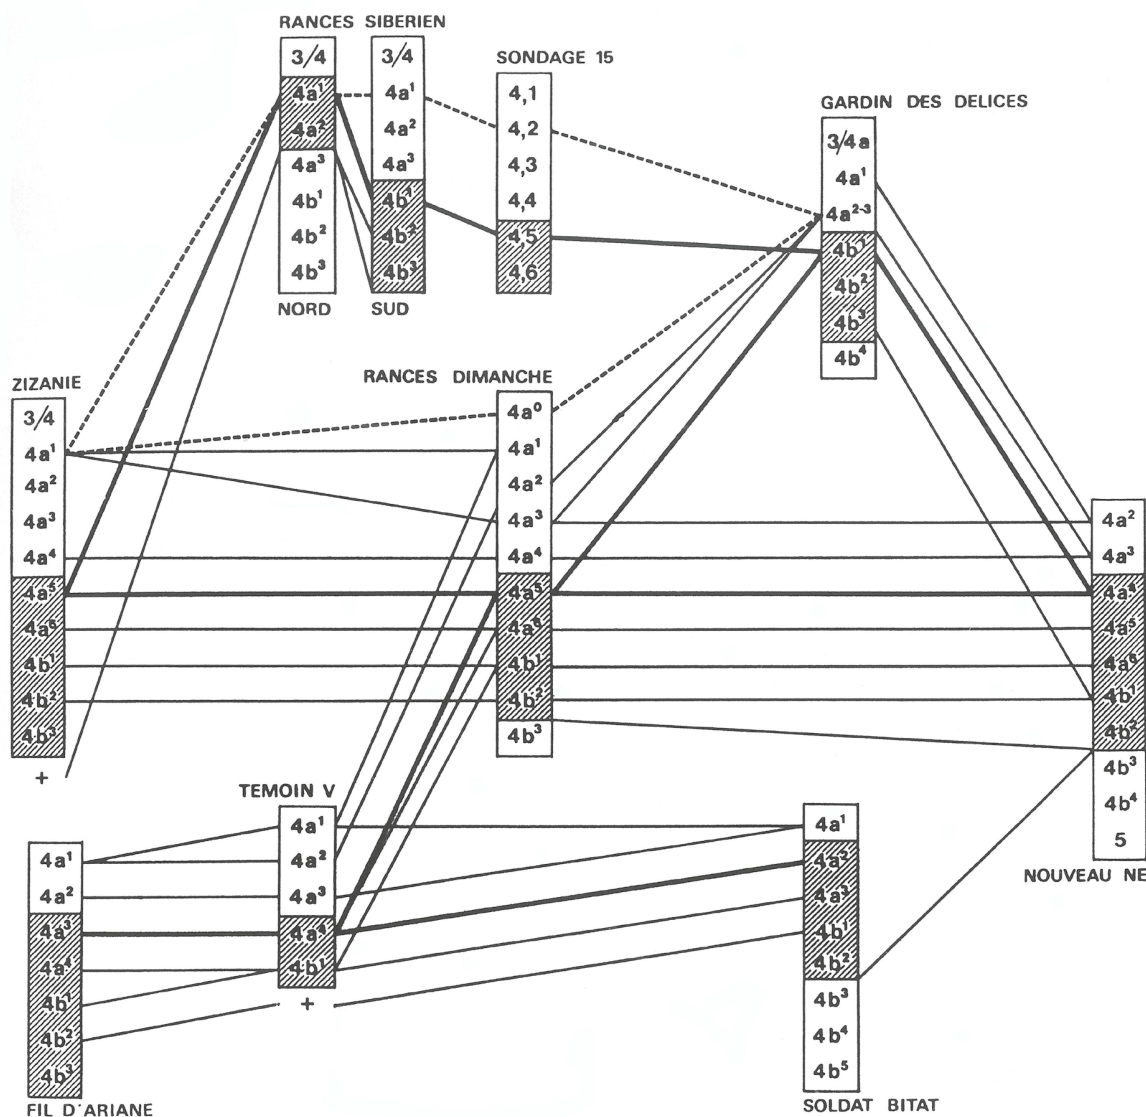 RANCES SIBERIEN
3/4
4a¹
4a²
4a³
4b¹
4b²
4b³
NORD
3/4
4a¹
4a²
4a³
4b¹
4b²
4b³
SUD
SONDAGE 15
4,1
4,2
4,3
4,4
4,5
4,6
GARDIN DES DELICES
3/4a
4a¹
4a²⁻³
4b¹
4b²
4b³
4b⁴
ZIZANIE
3/4
4a¹
4a²
4a³
4a⁴
4a⁵
4a⁶
4b¹
4b²
4b³
+
RANCES DIMANCHE
4a⁰
4a¹
4a²
4a³
4a⁴
4a⁵
4a⁶
4b¹
4b²
4b³
4a²
4a³
4a⁴
4a⁵
4a⁶
4b¹
4b²
4b³
4b⁴
5
NOUVEAU NE
TEMOIN V
4a¹
4a²
4a³
4a⁴
4b¹
+
4a¹
4a²
4a³
4a⁴
4b¹
4b²
4b³
FIL D'ARIANE
4a¹
4a²
4a³
4b¹
4b²
4b³
4b⁴
4b⁵
SOLDAT BITAT